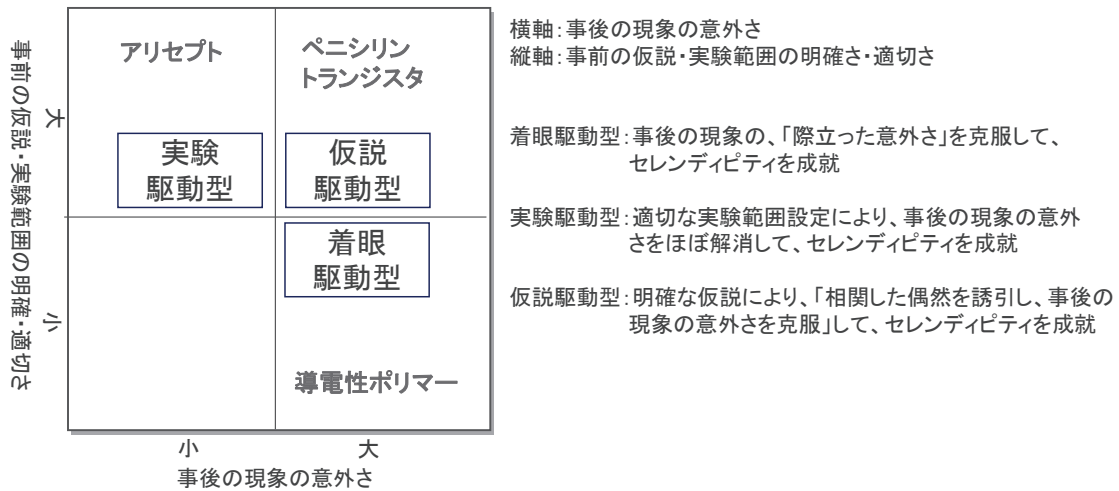 事前の仮説・実験範囲の明確・適切さ
大
小
アリセプト
ペニシリン
トランジスタ
実験
駆動型
仮説
駆動型
着眼
駆動型
導電性ポリマー
小
大
事後の現象の意外さ
横軸：事後の現象の意外さ
縦軸：事前の仮説・実験範囲の明確さ・適切さ
着眼駆動型：事後の現象の、「際立った意外さ」を克服して、
セレンディピティを成就
実験駆動型：適切な実験範囲設定により、事後の現象の意外
さをほぼ解消して、セレンディピティを成就
仮説駆動型：明確な仮説により、「相関した偶然を誘引し、事後の
現象の意外さを克服」して、セレンディピティを成就